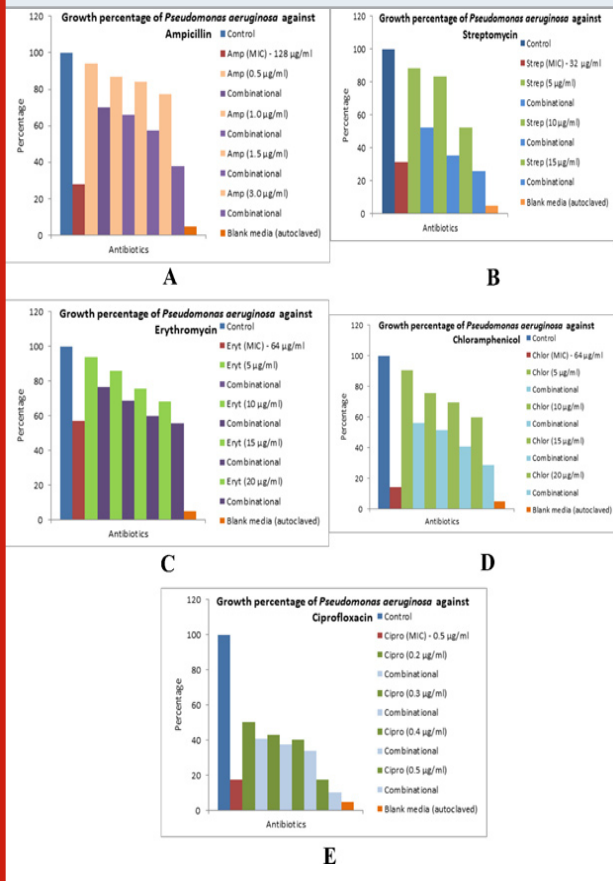 Growth percentage of Pseudomonas aeruginosa against
Ampicillin
120
100
80
60
40
20
0
Percentage
Antibiotics
Control
Amp (MIC) - 128 µg/ml
Amp (0.5 µg/ml)
Combinational
Amp (1.0 µg/ml)
Combinational
Amp (1.5 µg/ml)
Combinational
Amp (3.0 µg/ml)
Combinational
Blank media (autoclaved)
A
Growth percentage of Pseudomonas aeruginosa against
Streptomycin
120
100
80
60
40
20
0
Percentage
Antibiotics
Control
Strep (MIC) - 32 µg/ml
Strep (5 µg/ml)
Combinational
Strep (10 µg/ml)
Combinational
Strep (15 µg/ml)
Combinational
Blank media (autoclaved)
B
Growth percentage of Pseudomonas aeruginosa against
Erythromycin
120
100
80
60
40
20
0
Percentage
Antibiotics
Control
Eryt (MIC) - 64 µg/ml
Eryt (5 µg/ml)
Combinational
Eryt (10 µg/ml)
Combinational
Eryt (15 µg/ml)
Combinational
Eryt (20 µg/ml)
Combinational
Blank media (autoclaved)
C
Growth percentage of Pseudomonas aeruginosa against
Chloramphenicol
120
100
80
60
40
20
0
Percentage
Antibiotics
Control
Chlor (MIC) - 64 µg/ml
Chlor (5 µg/ml)
Combinational
Chlor (10 µg/ml)
Combinational
Chlor (15 µg/ml)
Combinational
Chlor (20 µg/ml)
Combinational
Blank media (autoclaved)
D
Growth percentage of Pseudomonas aeruginosa against
Ciprofloxacin
120
100
80
60
40
20
0
Percentage
Antibiotics
Control
Cipro (MIC) - 0.5 µg/ml
Cipro (0.2 µg/ml)
Combinational
Cipro (0.3 µg/ml)
Combinational
Cipro (0.4 µg/ml)
Combinational
Cipro (0.5 µg/ml)
Combinational
Blank media (autoclaved)
E